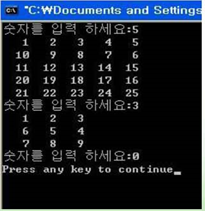 "C:\Documents and Settings
숫자를 입력 하세요:5
1 2 3 4 5
10 9 8 7 6
11 12 13 14 15
20 19 18 17 16
21 22 23 24 25
숫자를 입력 하세요:3
1 2 3
6 5 4
7 8 9
숫자를 입력 하세요:0
Press any key to continue_